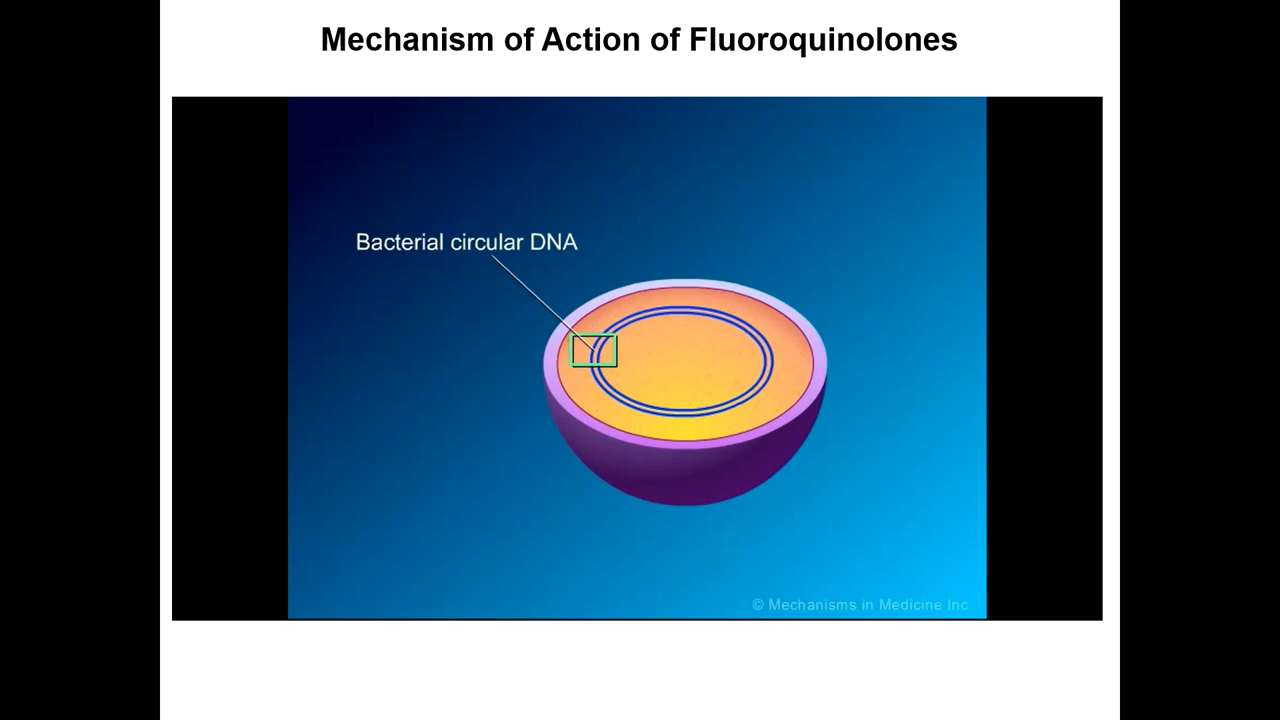 Mechanism of Action of Fluoroquinolones
Bacterial circular DNA
© Mechanisms in Medicine Inc